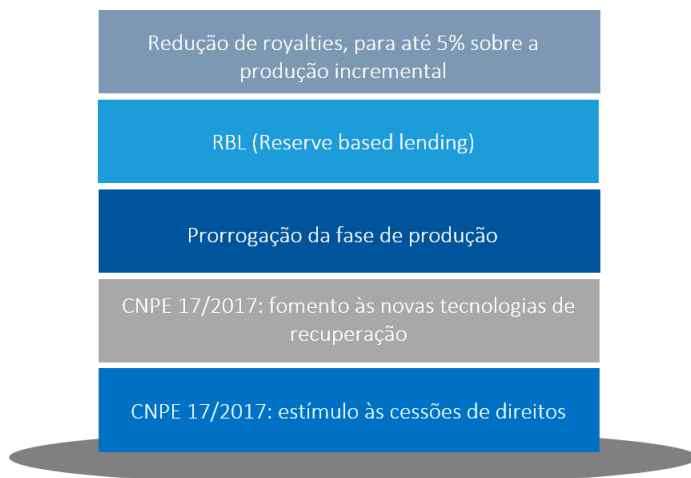 Redução de royalties, para até 5% sobre a
produção incremental
RBL (Reserve based lending)
Prorrogação da fase de produção
CNPE 17/2017: fomento às novas tecnologias de
recuperação
CNPE 17/2017: estímulo às cessões de direitos